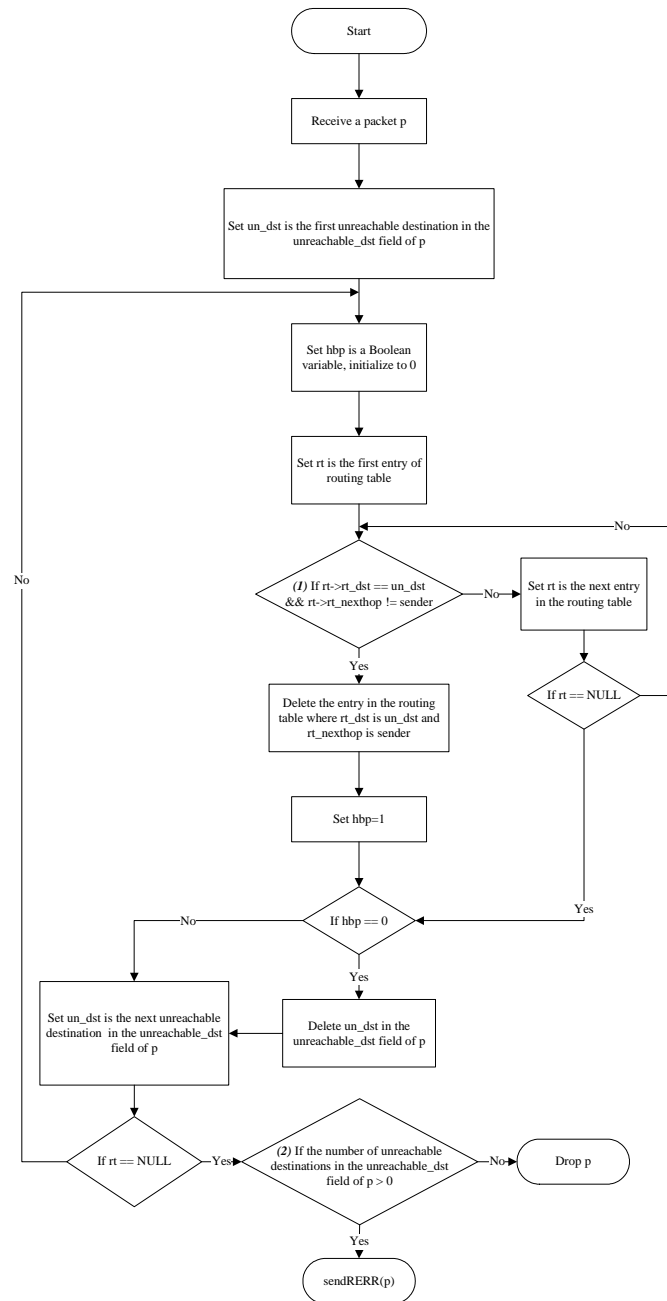 Start
Receive a packet p
Set un_dst is the first unreachable destination in the
unreachable_dst field of p
Set hbp is a Boolean
variable, initialize to 0
Set rt is the first entry of
routing table
No
No
(1) If rt->rt_dst == un_dst
&& rt->rt_nexthop != sender
No
Set rt is the next entry
in the routing table
Yes
If rt == NULL
Delete the entry in the routing
table where rt_dst is un_dst and
rt_nexthop is sender
Set hbp=1
Yes
No
If hbp == 0
Yes
Set un_dst is the next unreachable
destination in the unreachable_dst
field of p
Delete un_dst in the
unreachable_dst field of p
If rt == NULL
Yes
(2) If the number of unreachable
destinations in the unreachable_dst
field of p > 0
No
Drop p
Yes
sendRERR(p)